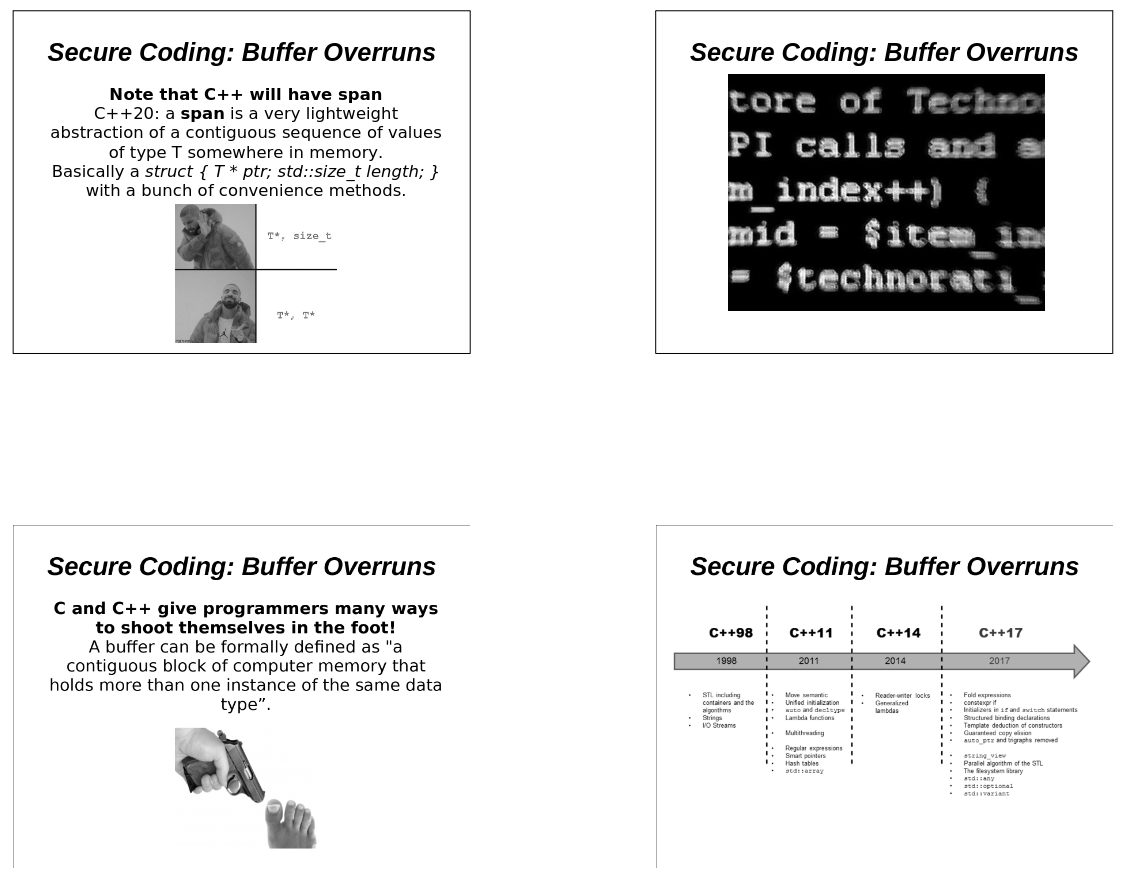 Secure Coding: Buffer Overruns
Note that C++ will have span
C++20: a span is a very lightweight
abstraction of a contiguous sequence of values
of type T somewhere in memory.
Basically a struct { T * ptr; std::size_t length; }
with a bunch of convenience methods.
T*, size_t
T*, T*
Secure Coding: Buffer Overruns
tore of Techno
PI calls and a
m_index++) {
mid = $item_in
= $technorati_
Secure Coding: Buffer Overruns
C and C++ give programmers many ways
to shoot themselves in the foot!
A buffer can be formally defined as "a
contiguous block of computer memory that
holds more than one instance of the same data
type”.
Secure Coding: Buffer Overruns
C++98
C++11
C++14
C++17
1998
2011
2014
2017
• STL including
containers and the
algorithms
• Strings
• I/O Streams
• Move semantic
• Unified initialization
• auto and decltype
• Lambda functions
• Multithreading
• Regular expressions
• Smart pointers
• Hash tables
• std::array
• Reader-writer locks
• Generalized
lambdas
• Fold expressions
• constexpr if
• Initializers in if and switch statements
• Structured binding declarations
• Template deduction of constructors
• Guaranteed copy elision
• auto_ptr and trigraphs removed
• string_view
• Parallel algorithm of the STL
• The filesystem library
• std::any
• std::optional
• std::variant